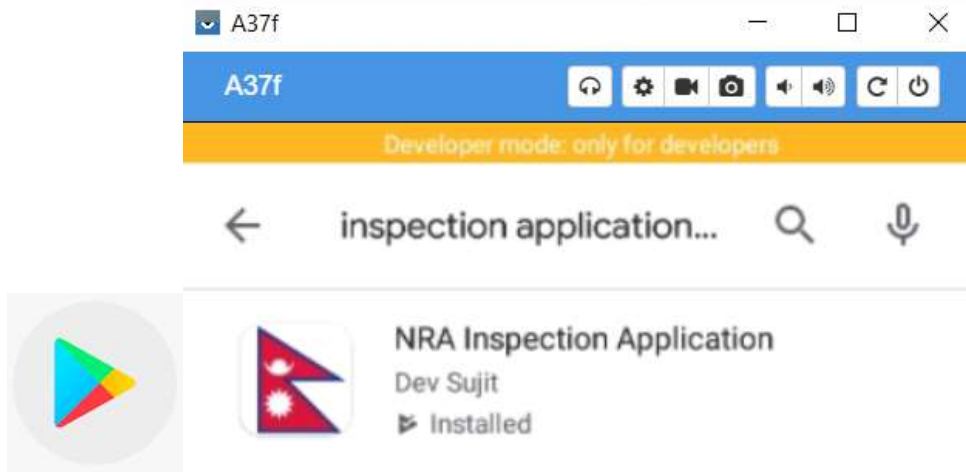 A37f
A37f
Developer mode: only for developers
inspection application...
NRA Inspection Application
Dev Sujit
Installed